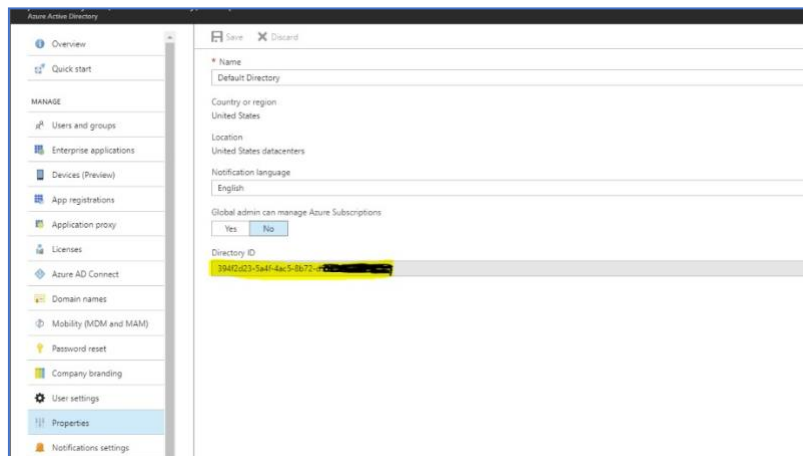 Azure Active Directory
Overview
Quick start
MANAGE
Users and groups
Enterprise applications
Devices (Preview)
App registrations
Application proxy
Licenses
Azure AD Connect
Domain names
Mobility (MDM and MAM)
Password reset
Company branding
User settings
Properties
Notifications settings
Save Discard
* Name
Default Directory
Country or region
United States
Location
United States datacenters
Notification language
English
Global admin can manage Azure Subscriptions
Yes No
Directory ID
394f2d23-5a4f-4ac5-8b72-